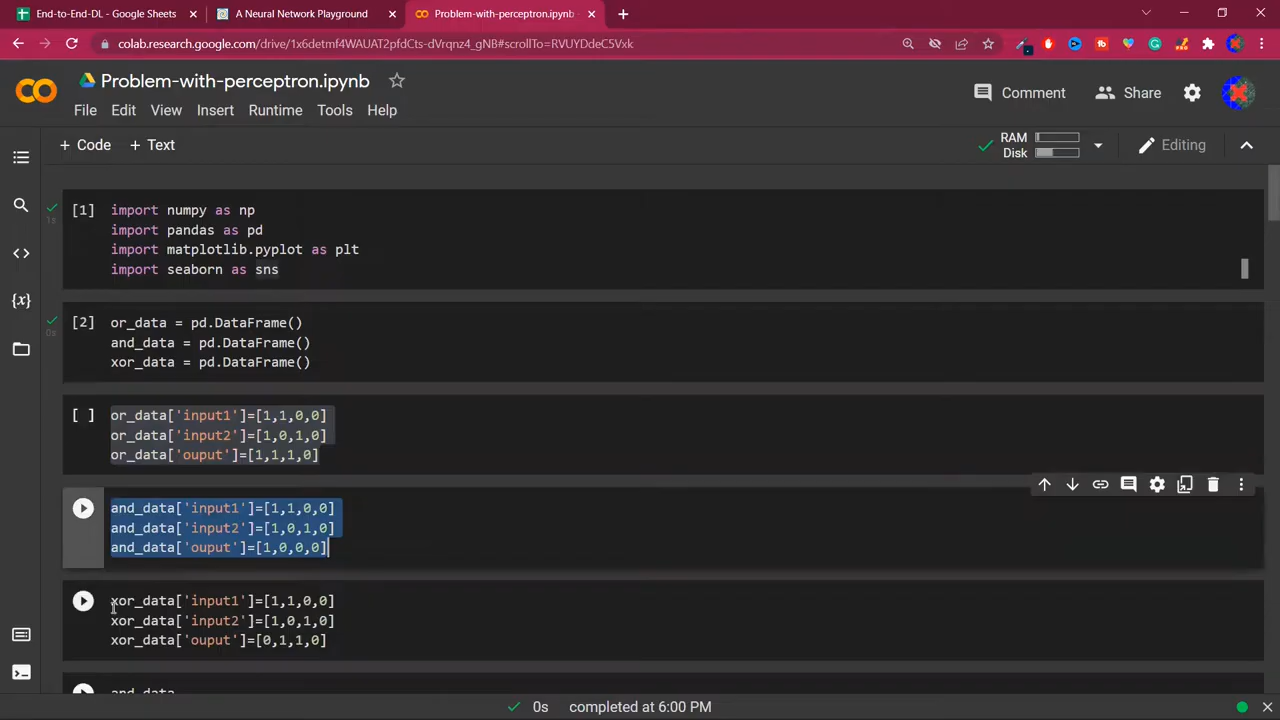 End-to-End-DL - Google Sheets
A Neural Network Playground
Problem-with-perceptron.ipynb -
colab.research.google.com/drive/1x6detmf4WAUAT2pfdCts-dVrqnz4_gNB#scrollTo=RVUYDdeC5Vxk
Problem-with-perceptron.ipynb
Comment
Share
File Edit View Insert Runtime Tools Help
+ Code + Text
RAM
Disk
Editing
[1] import numpy as np
1s
import pandas as pd
import matplotlib.pyplot as plt
import seaborn as sns
[2] or_data = pd.DataFrame()
0s
and_data = pd.DataFrame()
xor_data = pd.DataFrame()
[ ] or_data['input1']=[1,1,0,0]
or_data['input2']=[1,0,1,0]
or_data['ouput']=[1,1,1,0]
and_data['input1']=[1,1,0,0]
and_data['input2']=[1,0,1,0]
and_data['ouput']=[1,0,0,0]
xor_data['input1']=[1,1,0,0]
xor_data['input2']=[1,0,1,0]
xor_data['ouput']=[0,1,1,0]
and_data
0s completed at 6:00 PM